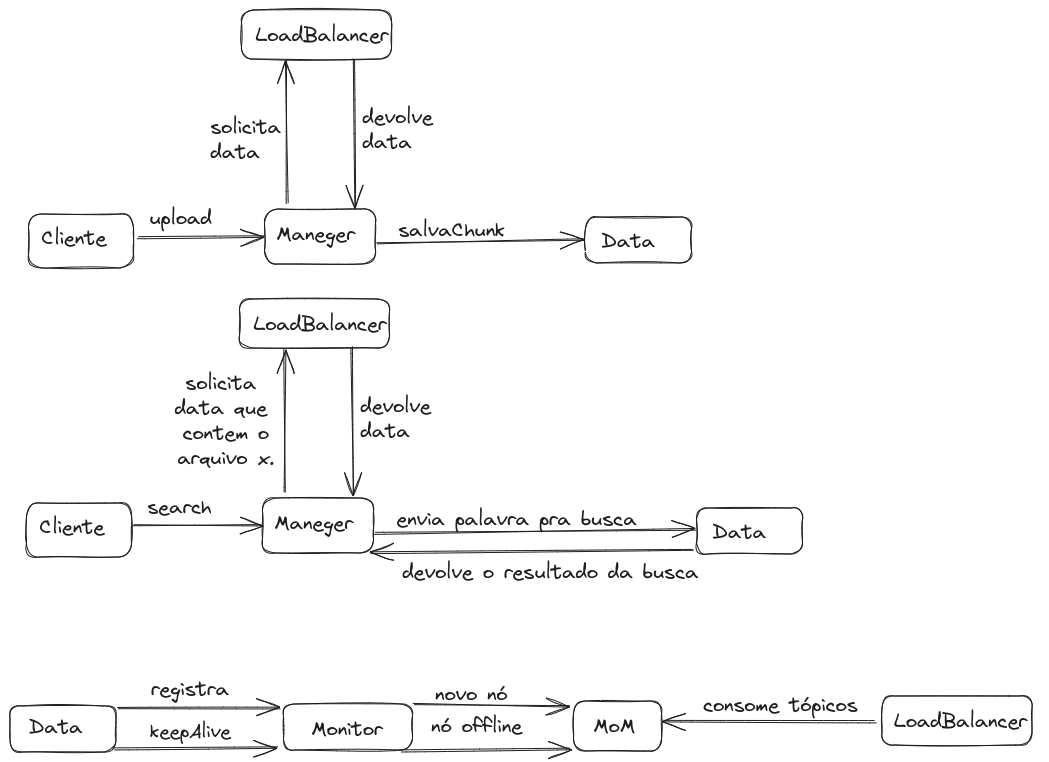 LoadBalancer
solicita
data
devolve
data
Cliente
upload
Maneger
salvaChunk
Data
LoadBalancer
solicita
data que
contem o
arquivo x.
devolve
data
Cliente
search
Maneger
envia palavra pra busca
Data
devolve o resultado da busca
Data
registra
keepAlive
Monitor
novo nó
nó offline
MoM
consome tópicos
LoadBalancer